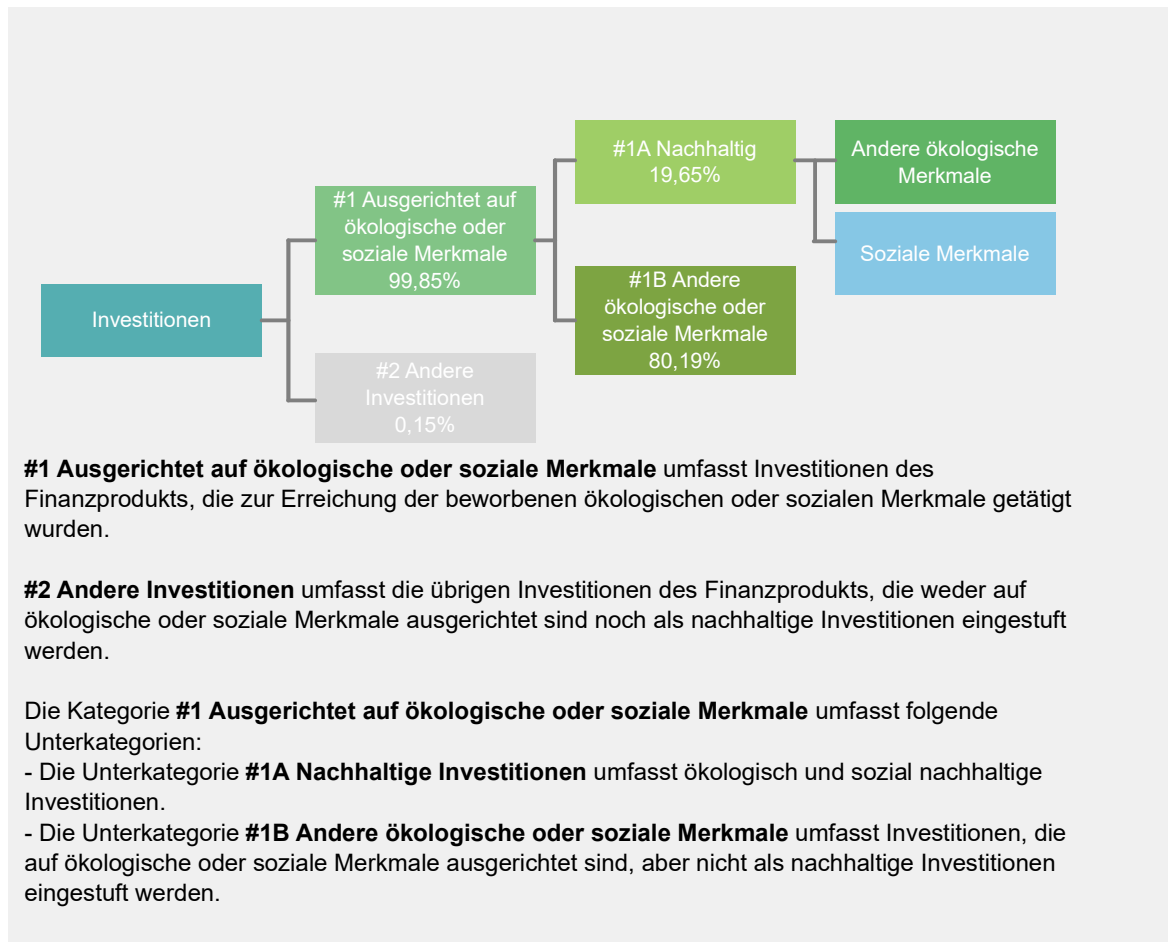 #1A Nachhaltig
19,65%
Andere ökologische
Merkmale
#1 Ausgerichtet auf
ökologische oder
soziale Merkmale
99,85%
Soziale Merkmale
Investitionen
#1B Andere
ökologische oder
soziale Merkmale
80,19%
#2 Andere
Investitionen
0,15%
#1 Ausgerichtet auf ökologische oder soziale Merkmale umfasst Investitionen des
Finanzprodukts, die zur Erreichung der beworbenen ökologischen oder sozialen Merkmale getätigt
wurden.
#2 Andere Investitionen umfasst die übrigen Investitionen des Finanzprodukts, die weder auf
ökologische oder soziale Merkmale ausgerichtet sind noch als nachhaltige Investitionen eingestuft
werden.
Die Kategorie #1 Ausgerichtet auf ökologische oder soziale Merkmale umfasst folgende
Unterkategorien:
- Die Unterkategorie #1A Nachhaltige Investitionen umfasst ökologisch und sozial nachhaltige
Investitionen.
- Die Unterkategorie #1B Andere ökologische oder soziale Merkmale umfasst Investitionen, die
auf ökologische oder soziale Merkmale ausgerichtet sind, aber nicht als nachhaltige Investitionen
eingestuft werden.